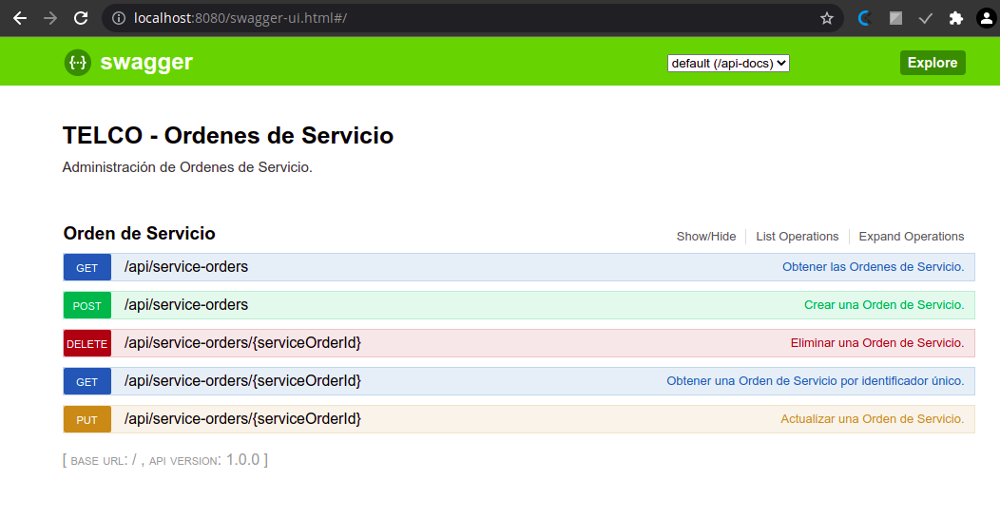 localhost:8080/swagger-ui.html#/
{··} swagger default (/api-docs) Explore
TELCO - Ordenes de Servicio
Administración de Ordenes de Servicio.
Orden de Servicio Show/Hide List Operations Expand Operations
GET /api/service-orders Obtener las Ordenes de Servicio.
POST /api/service-orders Crear una Orden de Servicio.
DELETE /api/service-orders/{serviceOrderId} Eliminar una Orden de Servicio.
GET /api/service-orders/{serviceOrderId} Obtener una Orden de Servicio por identificador único.
PUT /api/service-orders/{serviceOrderId} Actualizar una Orden de Servicio.
[ BASE URL: / , API VERSION: 1.0.0 ]